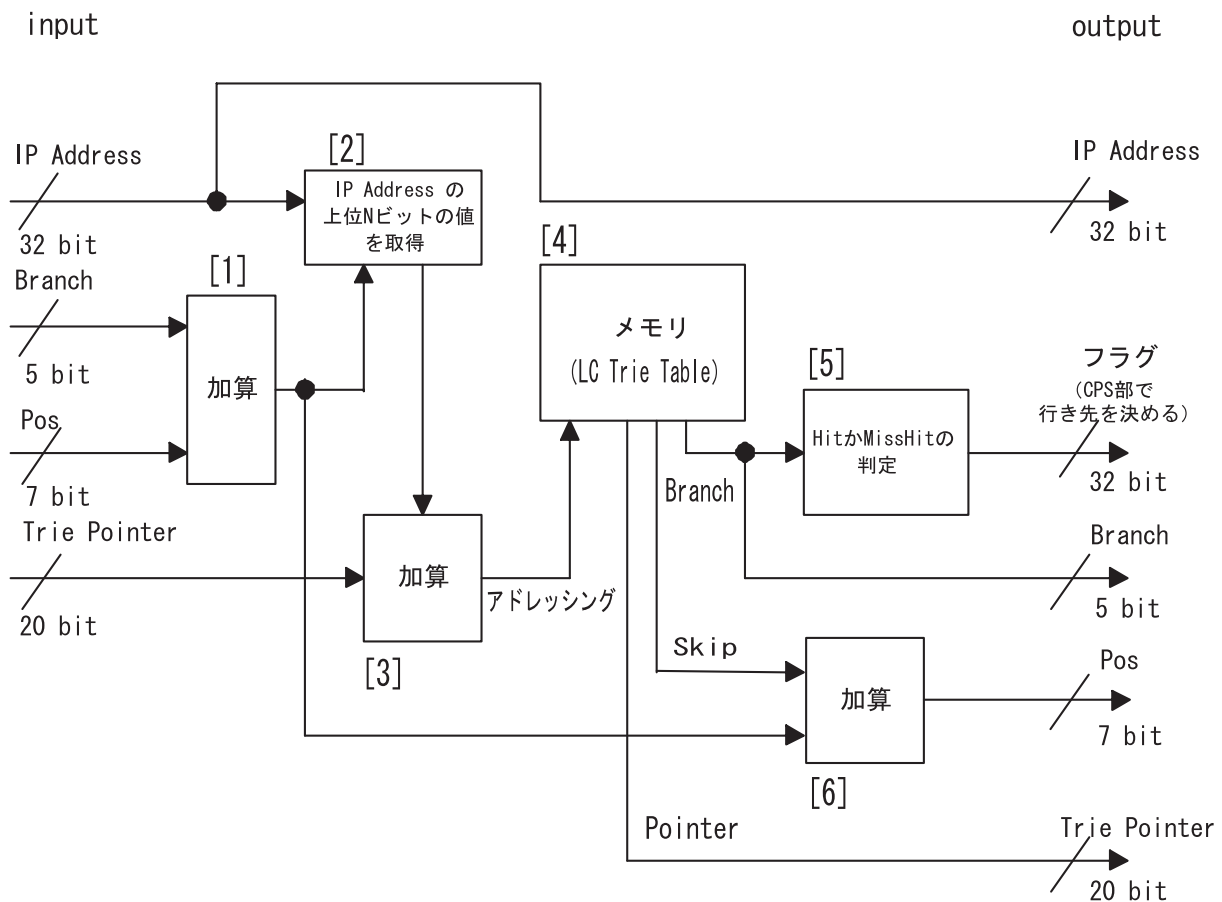 input
output
IP Address
32 bit
[2]
IP Address の
上位Nビットの値
を取得
IP Address
32 bit
Branch
5 bit
[1]
加算
Pos
7 bit
[4]
メモリ
(LC Trie Table)
[5]
HitかMissHitの
判定
フラグ
(CPS部で
行き先を決める)
32 bit
Branch
Branch
5 bit
Trie Pointer
20 bit
加算
[3]
アドレッシング
Skip
加算
[6]
Pos
7 bit
Pointer
Trie Pointer
20 bit